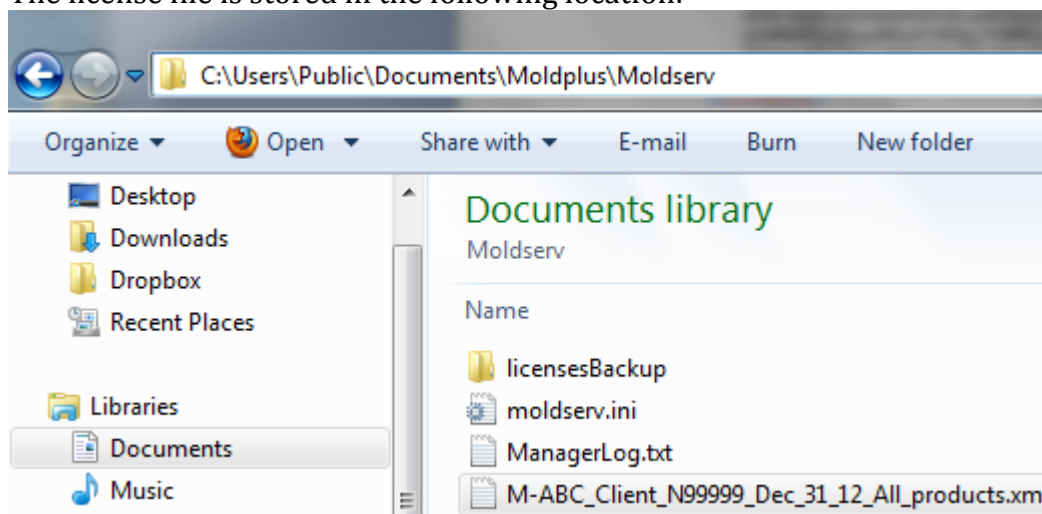 The license file is stored in the following location:
C:\Users\Public\Documents\Moldplus\Moldserv
Organize Open Share with E-mail Burn New folder
Desktop
Downloads
Dropbox
Recent Places
Libraries
Documents
Music
Documents library
Moldserv
Name
licensesBackup
moldserv.ini
ManagerLog.txt
M-ABC_Client_N99999_Dec_31_12_All_products.xm